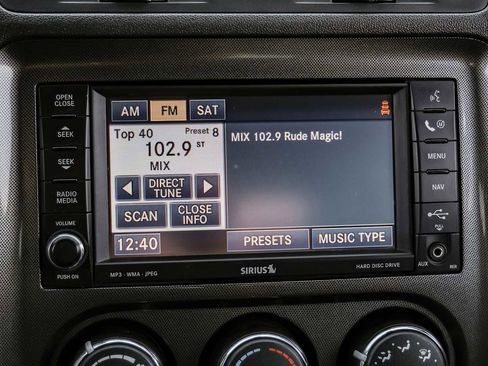 OPEN
CLOSE
SEEK
SEEK
RADIO
MEDIA
VOLUME
PUSH ON
AM
FM
SAT
Top 40
Preset 8
102.9 ST
MIX
DIRECT
TUNE
SCAN
CLOSE
INFO
12:40
MIX 102.9 Rude Magic!
PRESETS
MUSIC TYPE
MENU
NAV
PULL
AUX
RER
MP3 - WMA - JPEG
SIRIUS
HARD DISC DRIVE